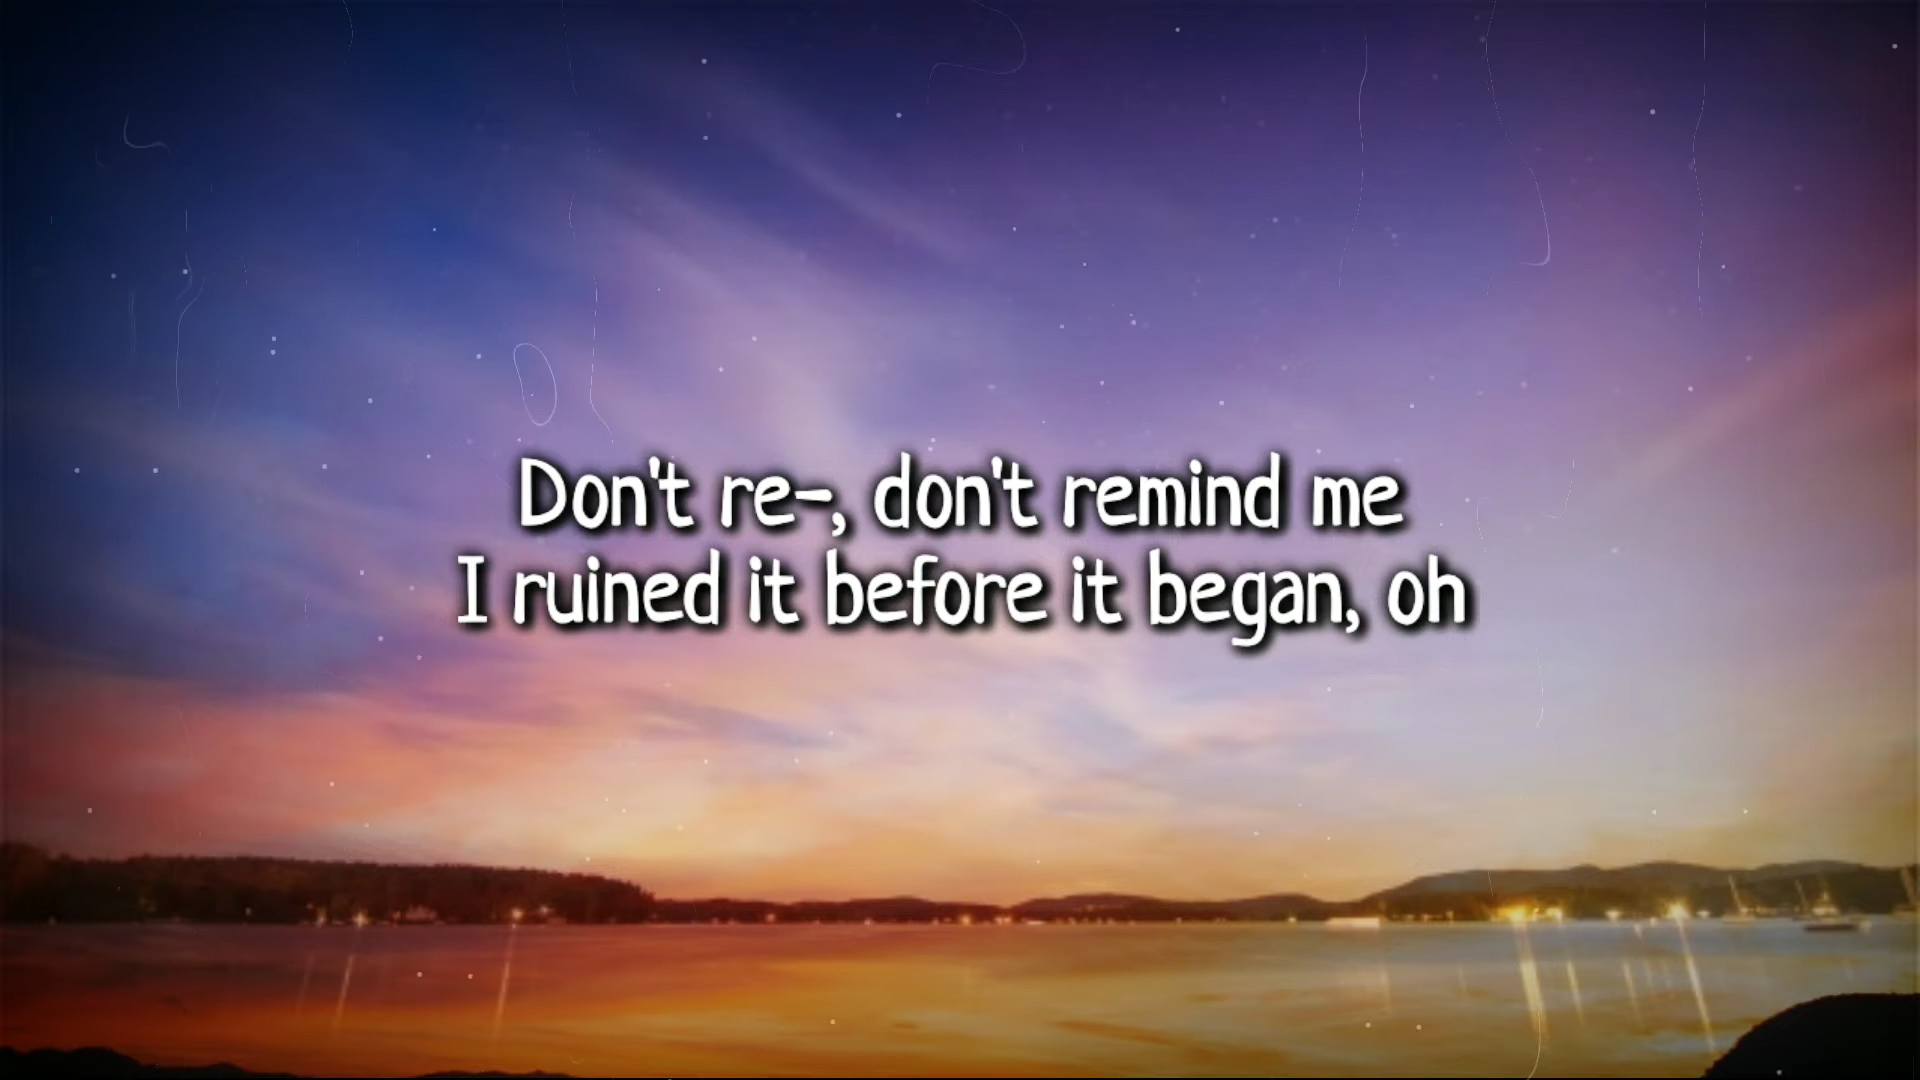 Don't re-, don't remind me
I ruined it before it began, oh